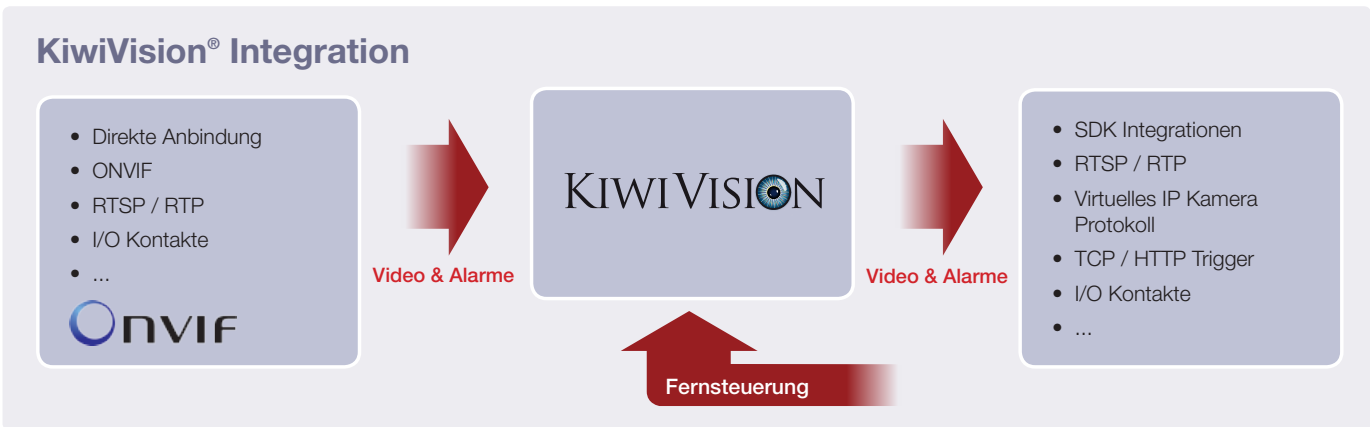 KiwiVision® Integration
• Direkte Anbindung
• ONVIF
• RTSP / RTP
• I/O Kontakte
• ...
ONVIF
Video & Alarme
KIWIVISION
Video & Alarme
• SDK Integrationen
• RTSP / RTP
• Virtuelles IP Kamera
Protokoll
• TCP / HTTP Trigger
• I/O Kontakte
• ...
Fernsteuerung